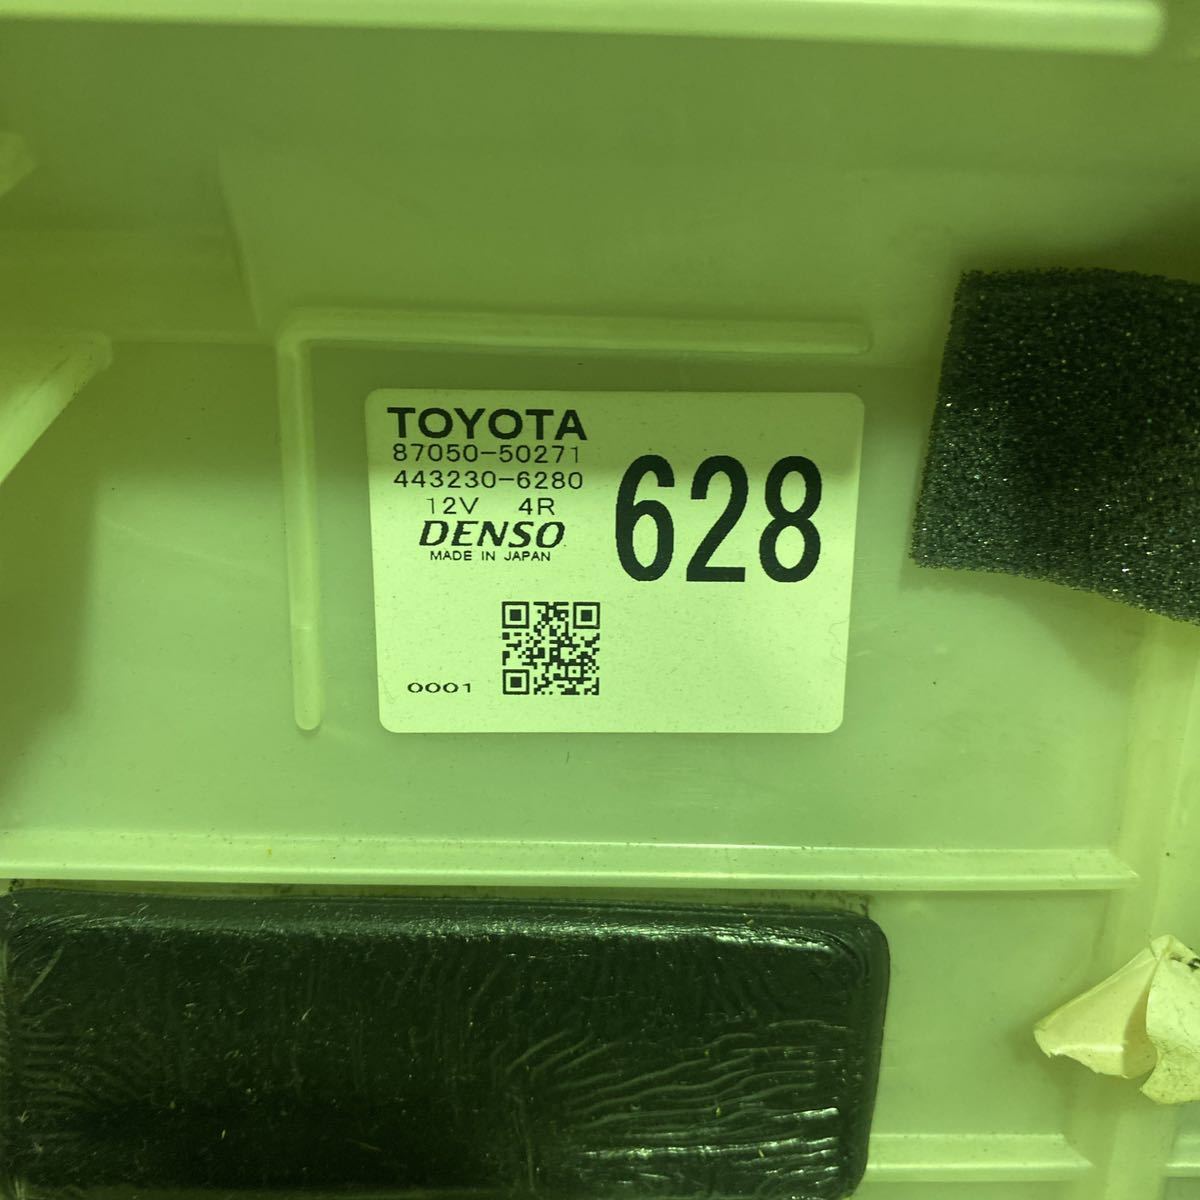 TOYOTA
87050-50271
443230-6280
12V 4R
DENSO
MADE IN JAPAN
628
0001